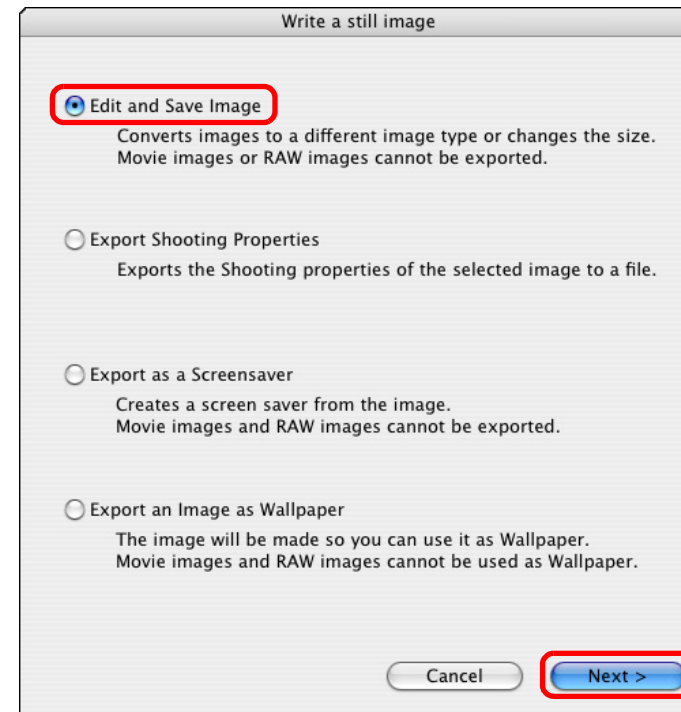 Write a still image
Edit and Save Image
Converts images to a different image type or changes the size.
Movie images or RAW images cannot be exported.
Export Shooting Properties
Exports the Shooting properties of the selected image to a file.
Export as a Screensaver
Creates a screen saver from the image.
Movie images and RAW images cannot be exported.
Export an Image as Wallpaper
The image will be made so you can use it as Wallpaper.
Movie images and RAW images cannot be used as Wallpaper.
Cancel Next >